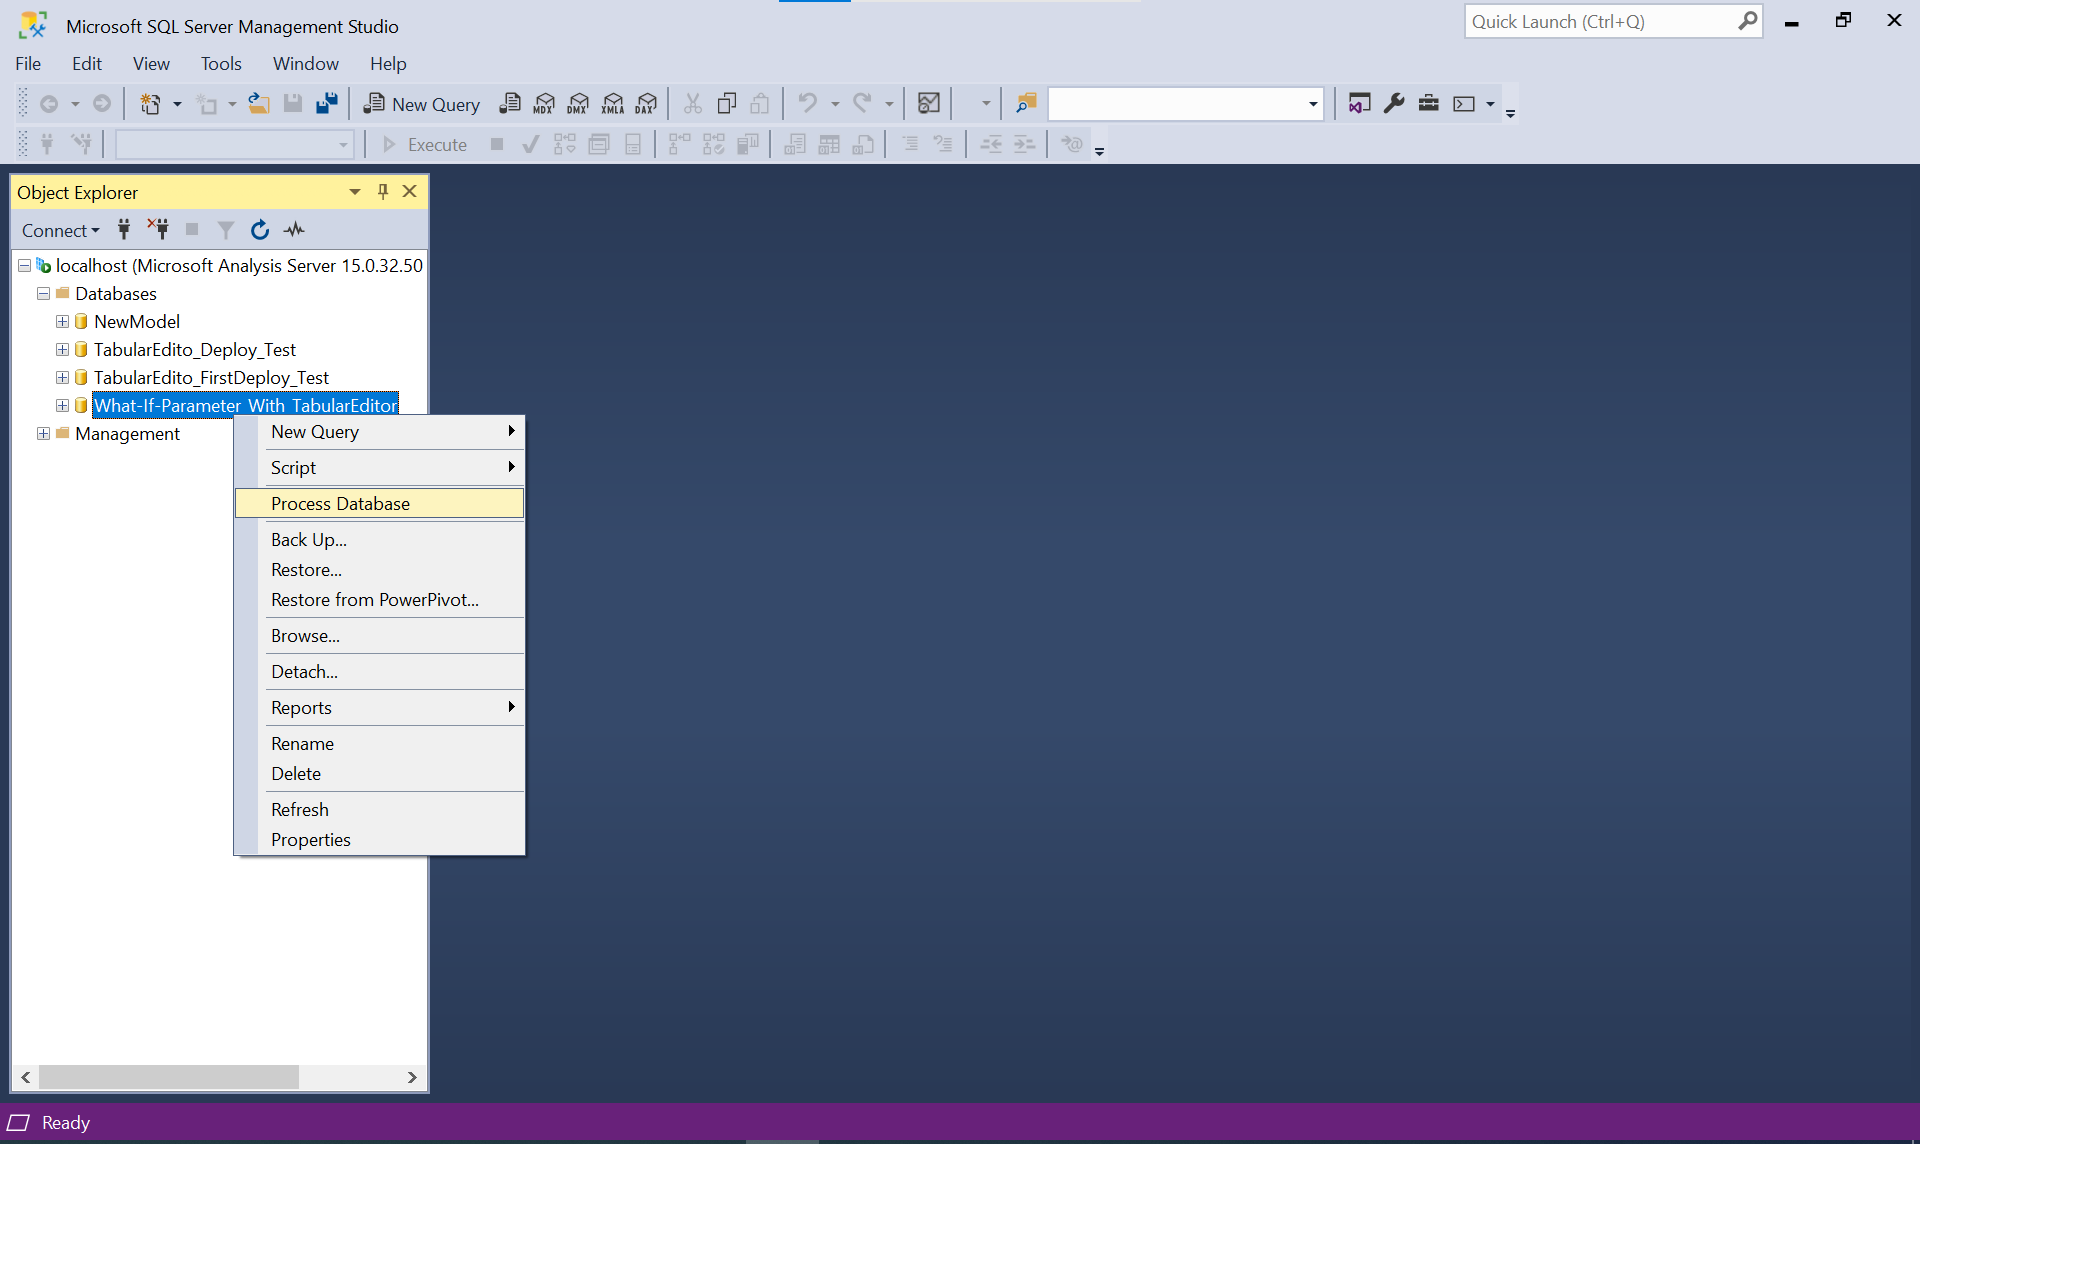 Microsoft SQL Server Management Studio
Quick Launch (Ctrl+Q)
File Edit View Tools Window Help
New Query MDX DMX XMLA DAX
Execute
Object Explorer
Connect
localhost (Microsoft Analysis Server 15.0.32.50
Databases
NewModel
TabularEdito_Deploy_Test
TabularEdito_FirstDeploy_Test
What-If-Parameter_With_TabularEditor
Management
New Query
Script
Process Database
Back Up...
Restore...
Restore from PowerPivot...
Browse...
Detach...
Reports
Rename
Delete
Refresh
Properties
Ready